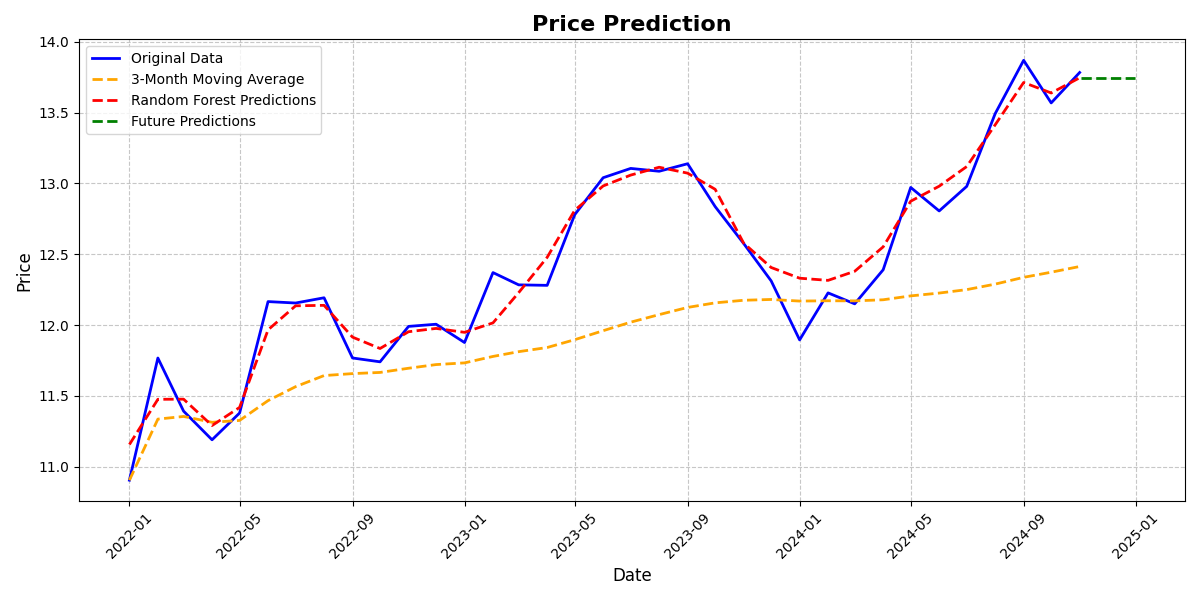 Price Prediction
Original Data
3-Month Moving Average
Random Forest Predictions
Future Predictions
Price
14.0
13.5
13.0
12.5
12.0
11.5
11.0
2022-01
2022-05
2022-09
2023-01
2023-05
2023-09
2024-01
2024-05
2024-09
2025-01
Date